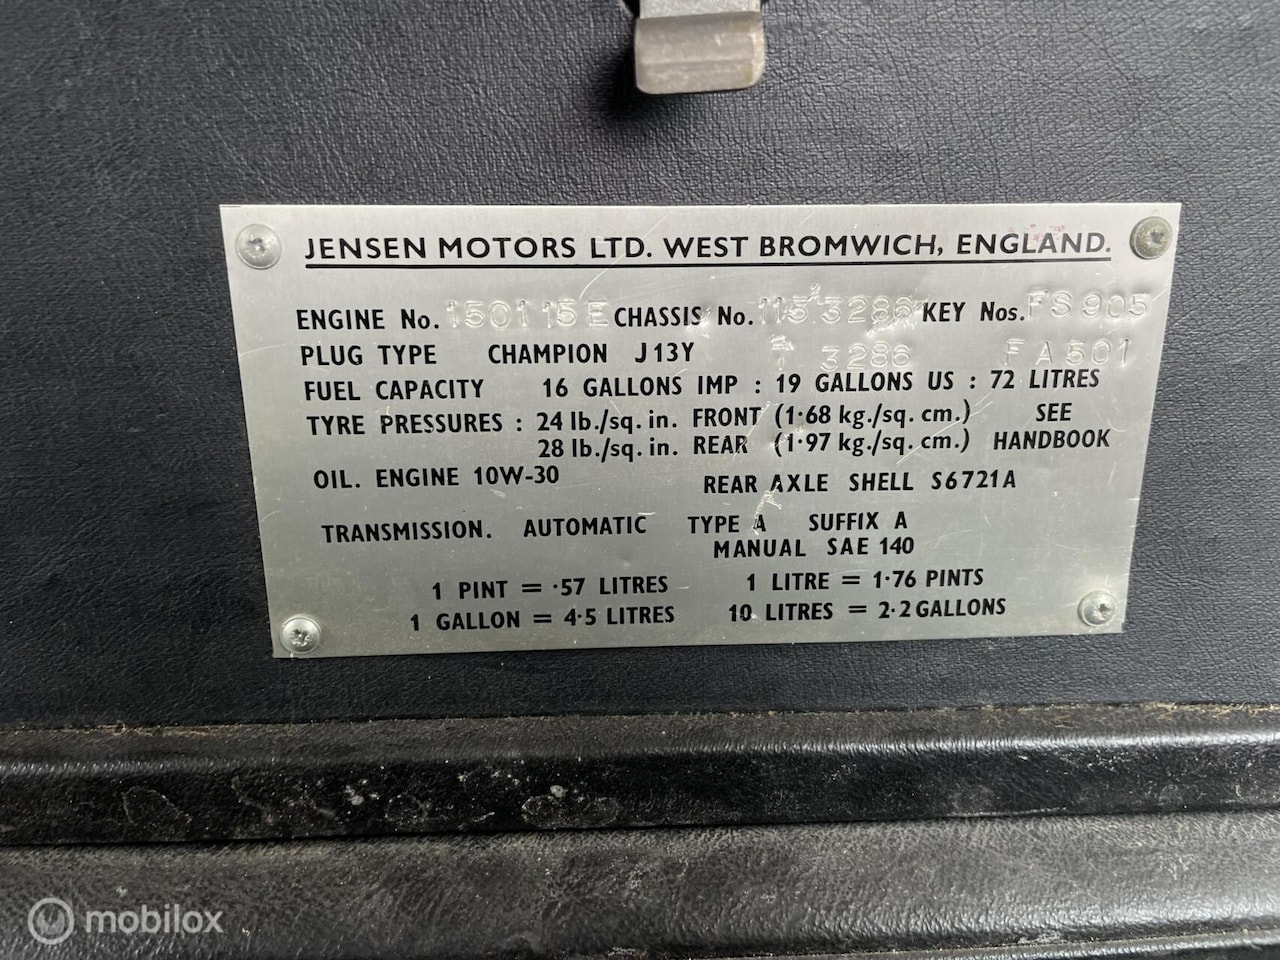 JENSEN MOTORS LTD. WEST BROMWICH, ENGLAND.
ENGINE No. 150115E CHASSIS No. 115 3286 KEY Nos. FS905
PLUG TYPE CHAMPION J13Y 3286 FA501
FUEL CAPACITY 16 GALLONS IMP : 19 GALLONS US : 72 LITRES
TYRE PRESSURES : 24 lb./sq. in. FRONT (1·68 kg./sq. cm.) SEE
28 lb./sq. in. REAR (1·97 kg./sq. cm.) HANDBOOK
OIL. ENGINE 10W-30 REAR AXLE SHELL S6721A
TRANSMISSION. AUTOMATIC TYPE A SUFFIX A
MANUAL SAE 140
1 PINT = ·57 LITRES 1 LITRE = 1·76 PINTS
1 GALLON = 4·5 LITRES 10 LITRES = 2·2 GALLONS
mobilox